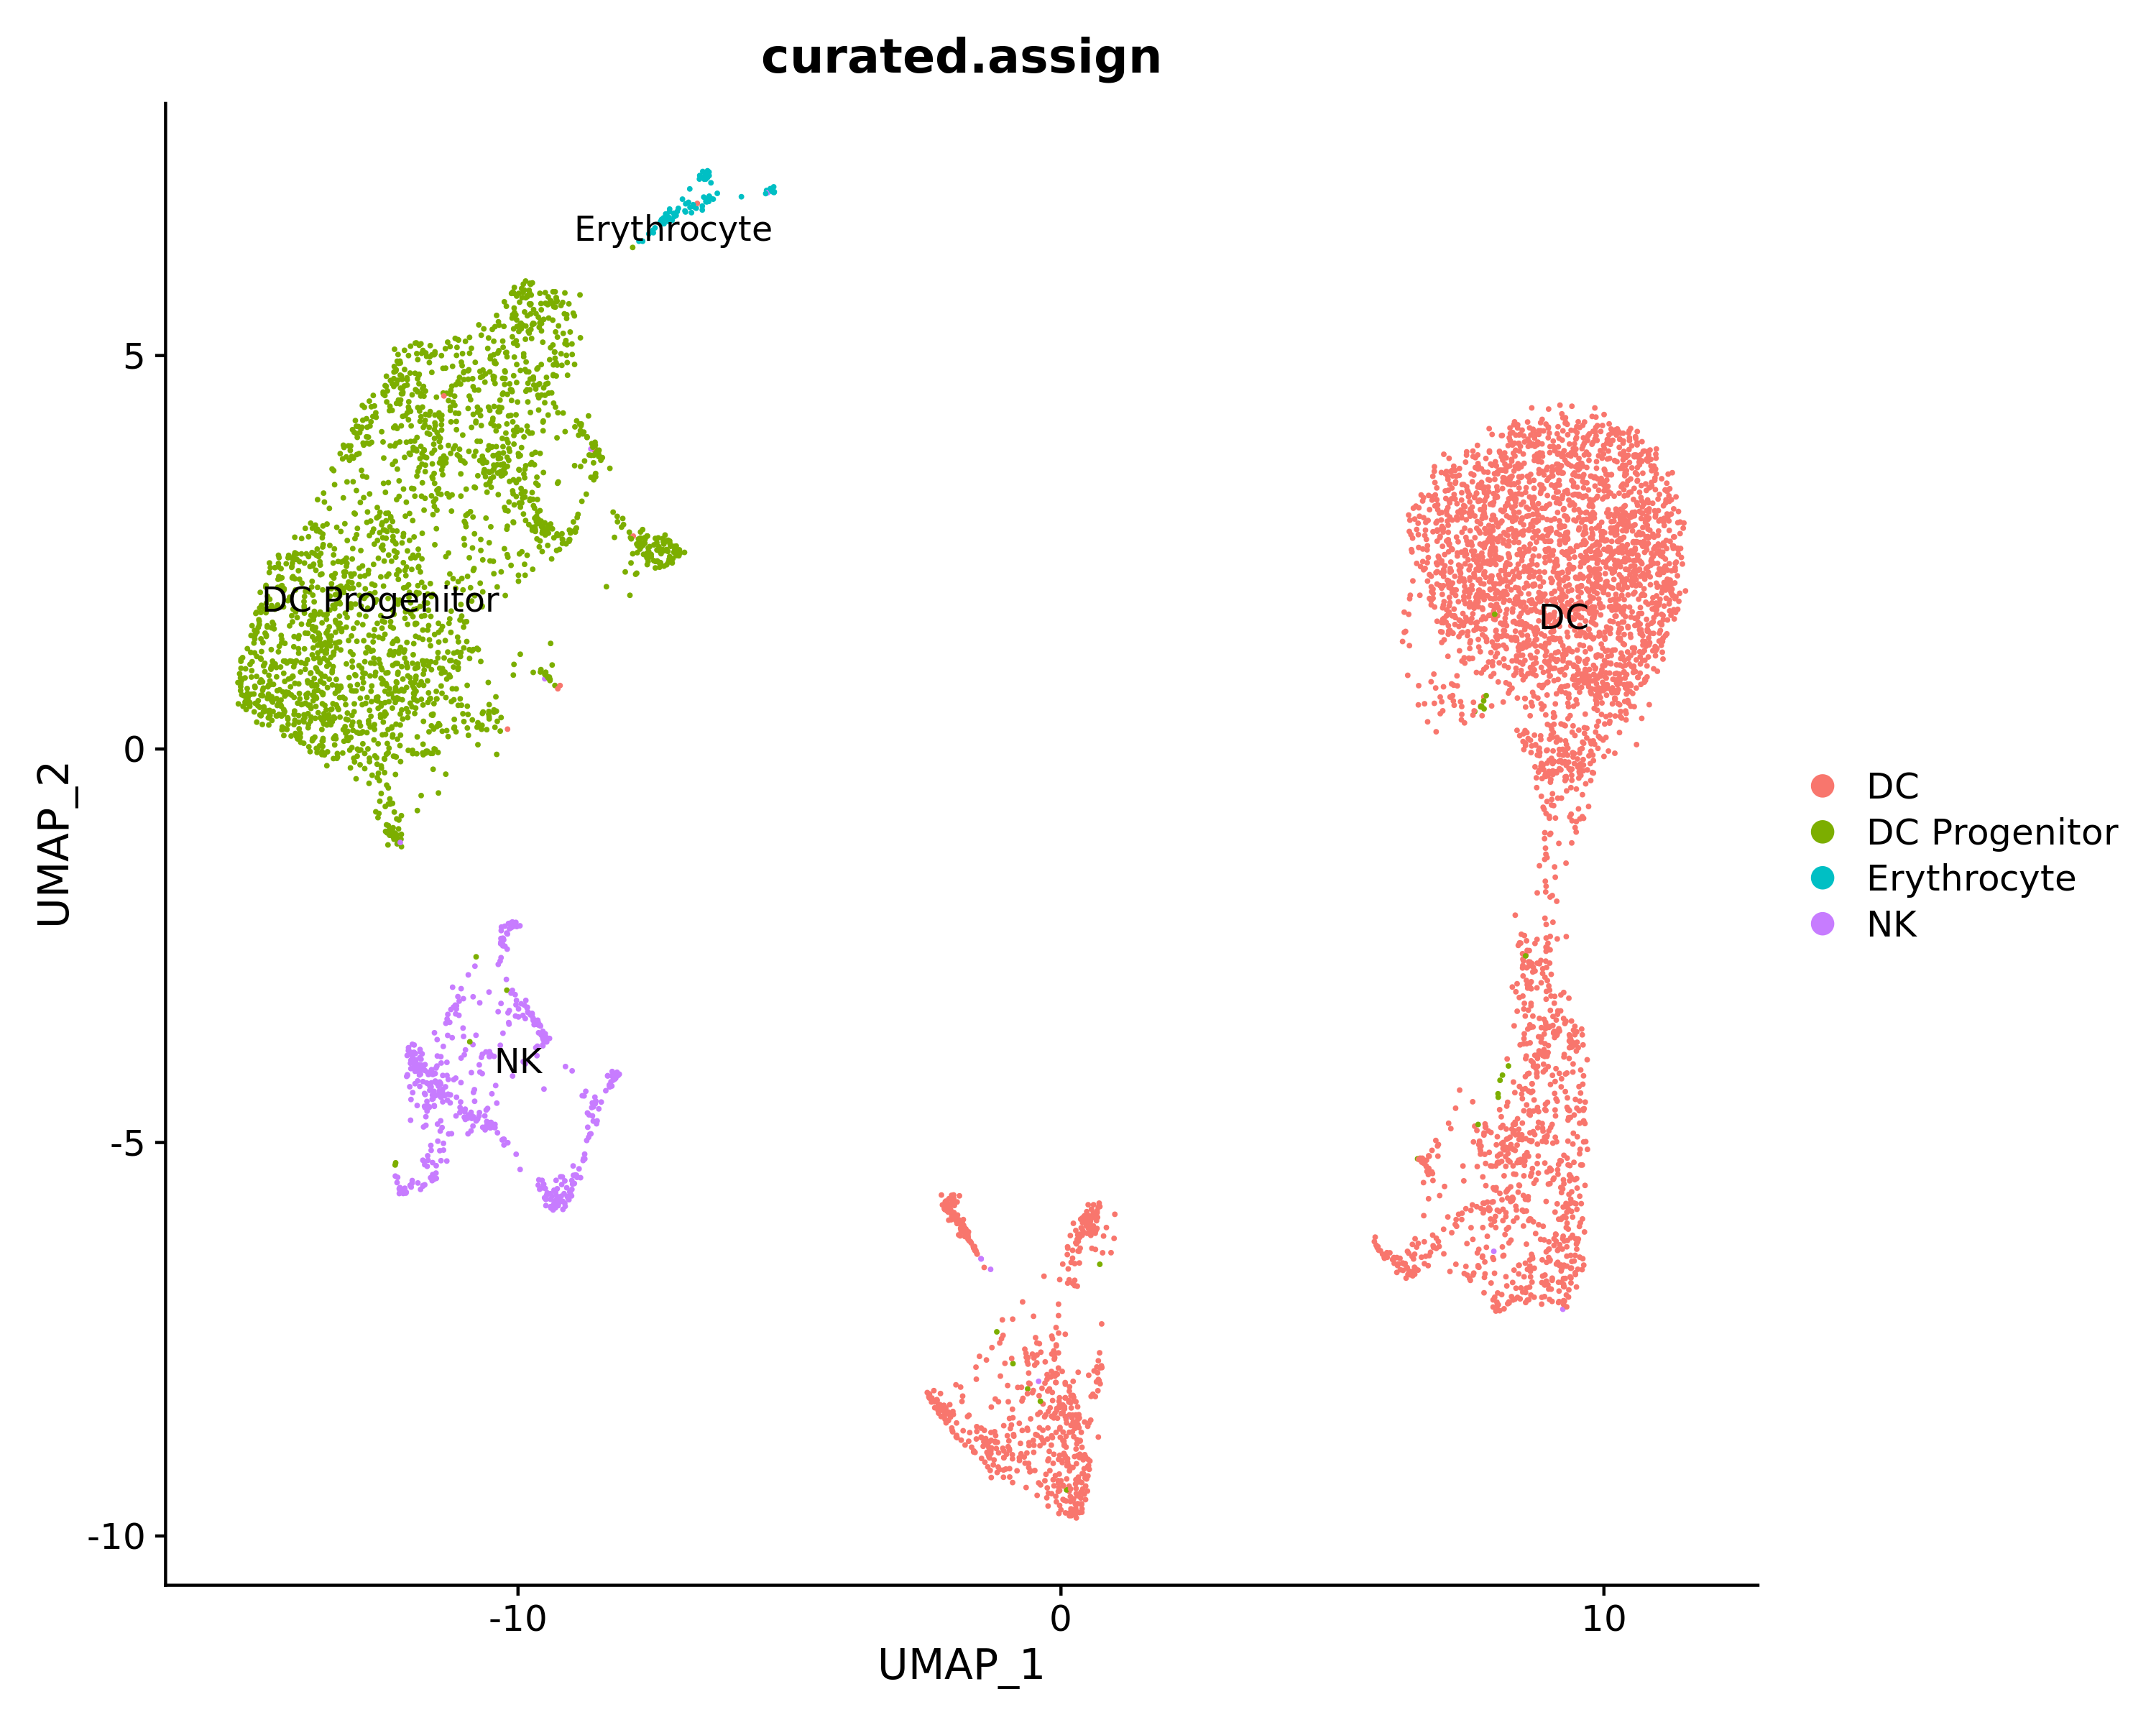 curated.assign
Erythrocyte
DC Progenitor
DC
NK
5
0
-5
-10
UMAP_2
-10
0
10
UMAP_1
DC
DC Progenitor
Erythrocyte
NK